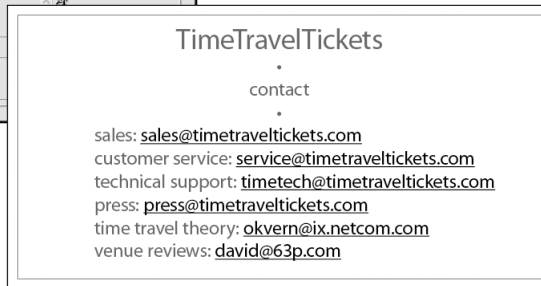 TimeTravelTickets
•
contact
•
sales: sales@timetraveltickets.com
customer service: service@timetraveltickets.com
technical support: timetech@timetraveltickets.com
press: press@timetraveltickets.com
time travel theory: okvern@ix.netcom.com
venue reviews: david@63p.com